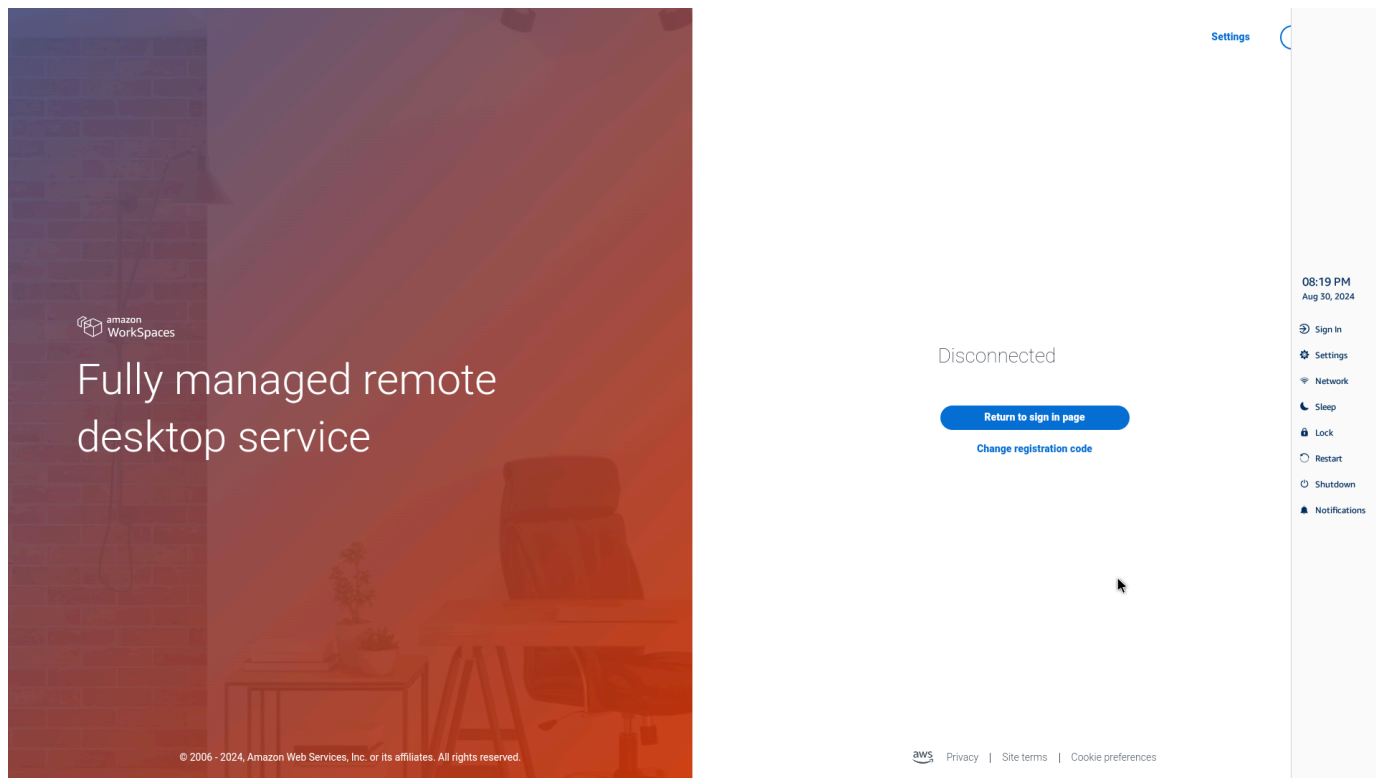 amazon
WorkSpaces
Fully managed remote
desktop service
© 2006 - 2024, Amazon Web Services, Inc. or its affiliates. All rights reserved.
Settings
Disconnected
Return to sign in page
Change registration code
aws Privacy | Site terms | Cookie preferences
08:19 PM
Aug 30, 2024
Sign In
Settings
Network
Sleep
Lock
Restart
Shutdown
Notifications